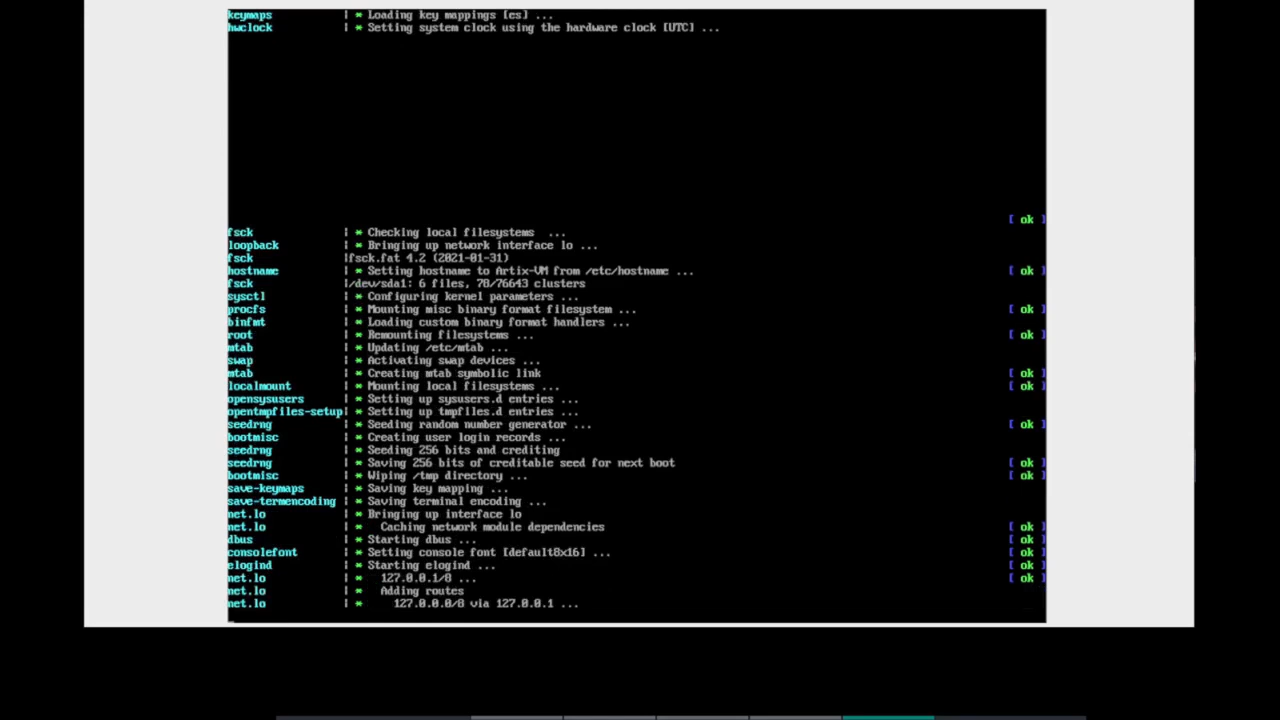 keymaps | * Loading key mappings [es] ...
hwclock | * Setting system clock using the hardware clock [UTC] ...
[ ok ]
fsck | * Checking local filesystems ...
loopback | * Bringing up network interface lo ...
fsck |fsck.fat 4.2 (2021-01-31)
hostname | * Setting hostname to Artix-VM from /etc/hostname ... [ ok ]
fsck |/dev/sda1: 6 files, 78/76643 clusters
sysctl | * Configuring kernel parameters ...
procfs | * Mounting misc binary format filesystem ... [ ok ]
binfmt | * Loading custom binary format handlers ...
root | * Remounting filesystems ... [ ok ]
mtab | * Updating /etc/mtab ...
swap | * Activating swap devices ...
mtab | * Creating mtab symbolic link [ ok ]
localmount | * Mounting local filesystems ... [ ok ]
opensysusers | * Setting up sysusers.d entries ...
opentmpfiles-setup| * Setting up tmpfiles.d entries ...
seedrng | * Seeding random number generator ... [ ok ]
bootmisc | * Creating user login records ...
seedrng | * Seeding 256 bits and crediting
seedrng | * Saving 256 bits of creditable seed for next boot [ ok ]
bootmisc | * Wiping /tmp directory ... [ ok ]
save-keymaps | * Saving key mapping ...
save-termencoding | * Saving terminal encoding ...
net.lo | * Bringing up interface lo
net.lo | * Caching network module dependencies [ ok ]
dbus | * Starting dbus ... [ ok ]
consolefont | * Setting console font [default8x16] ... [ ok ]
elogind | * Starting elogind ... [ ok ]
net.lo | * 127.0.0.1/8 ... [ ok ]
net.lo | * Adding routes
net.lo | * 127.0.0.0/8 via 127.0.0.1 ...